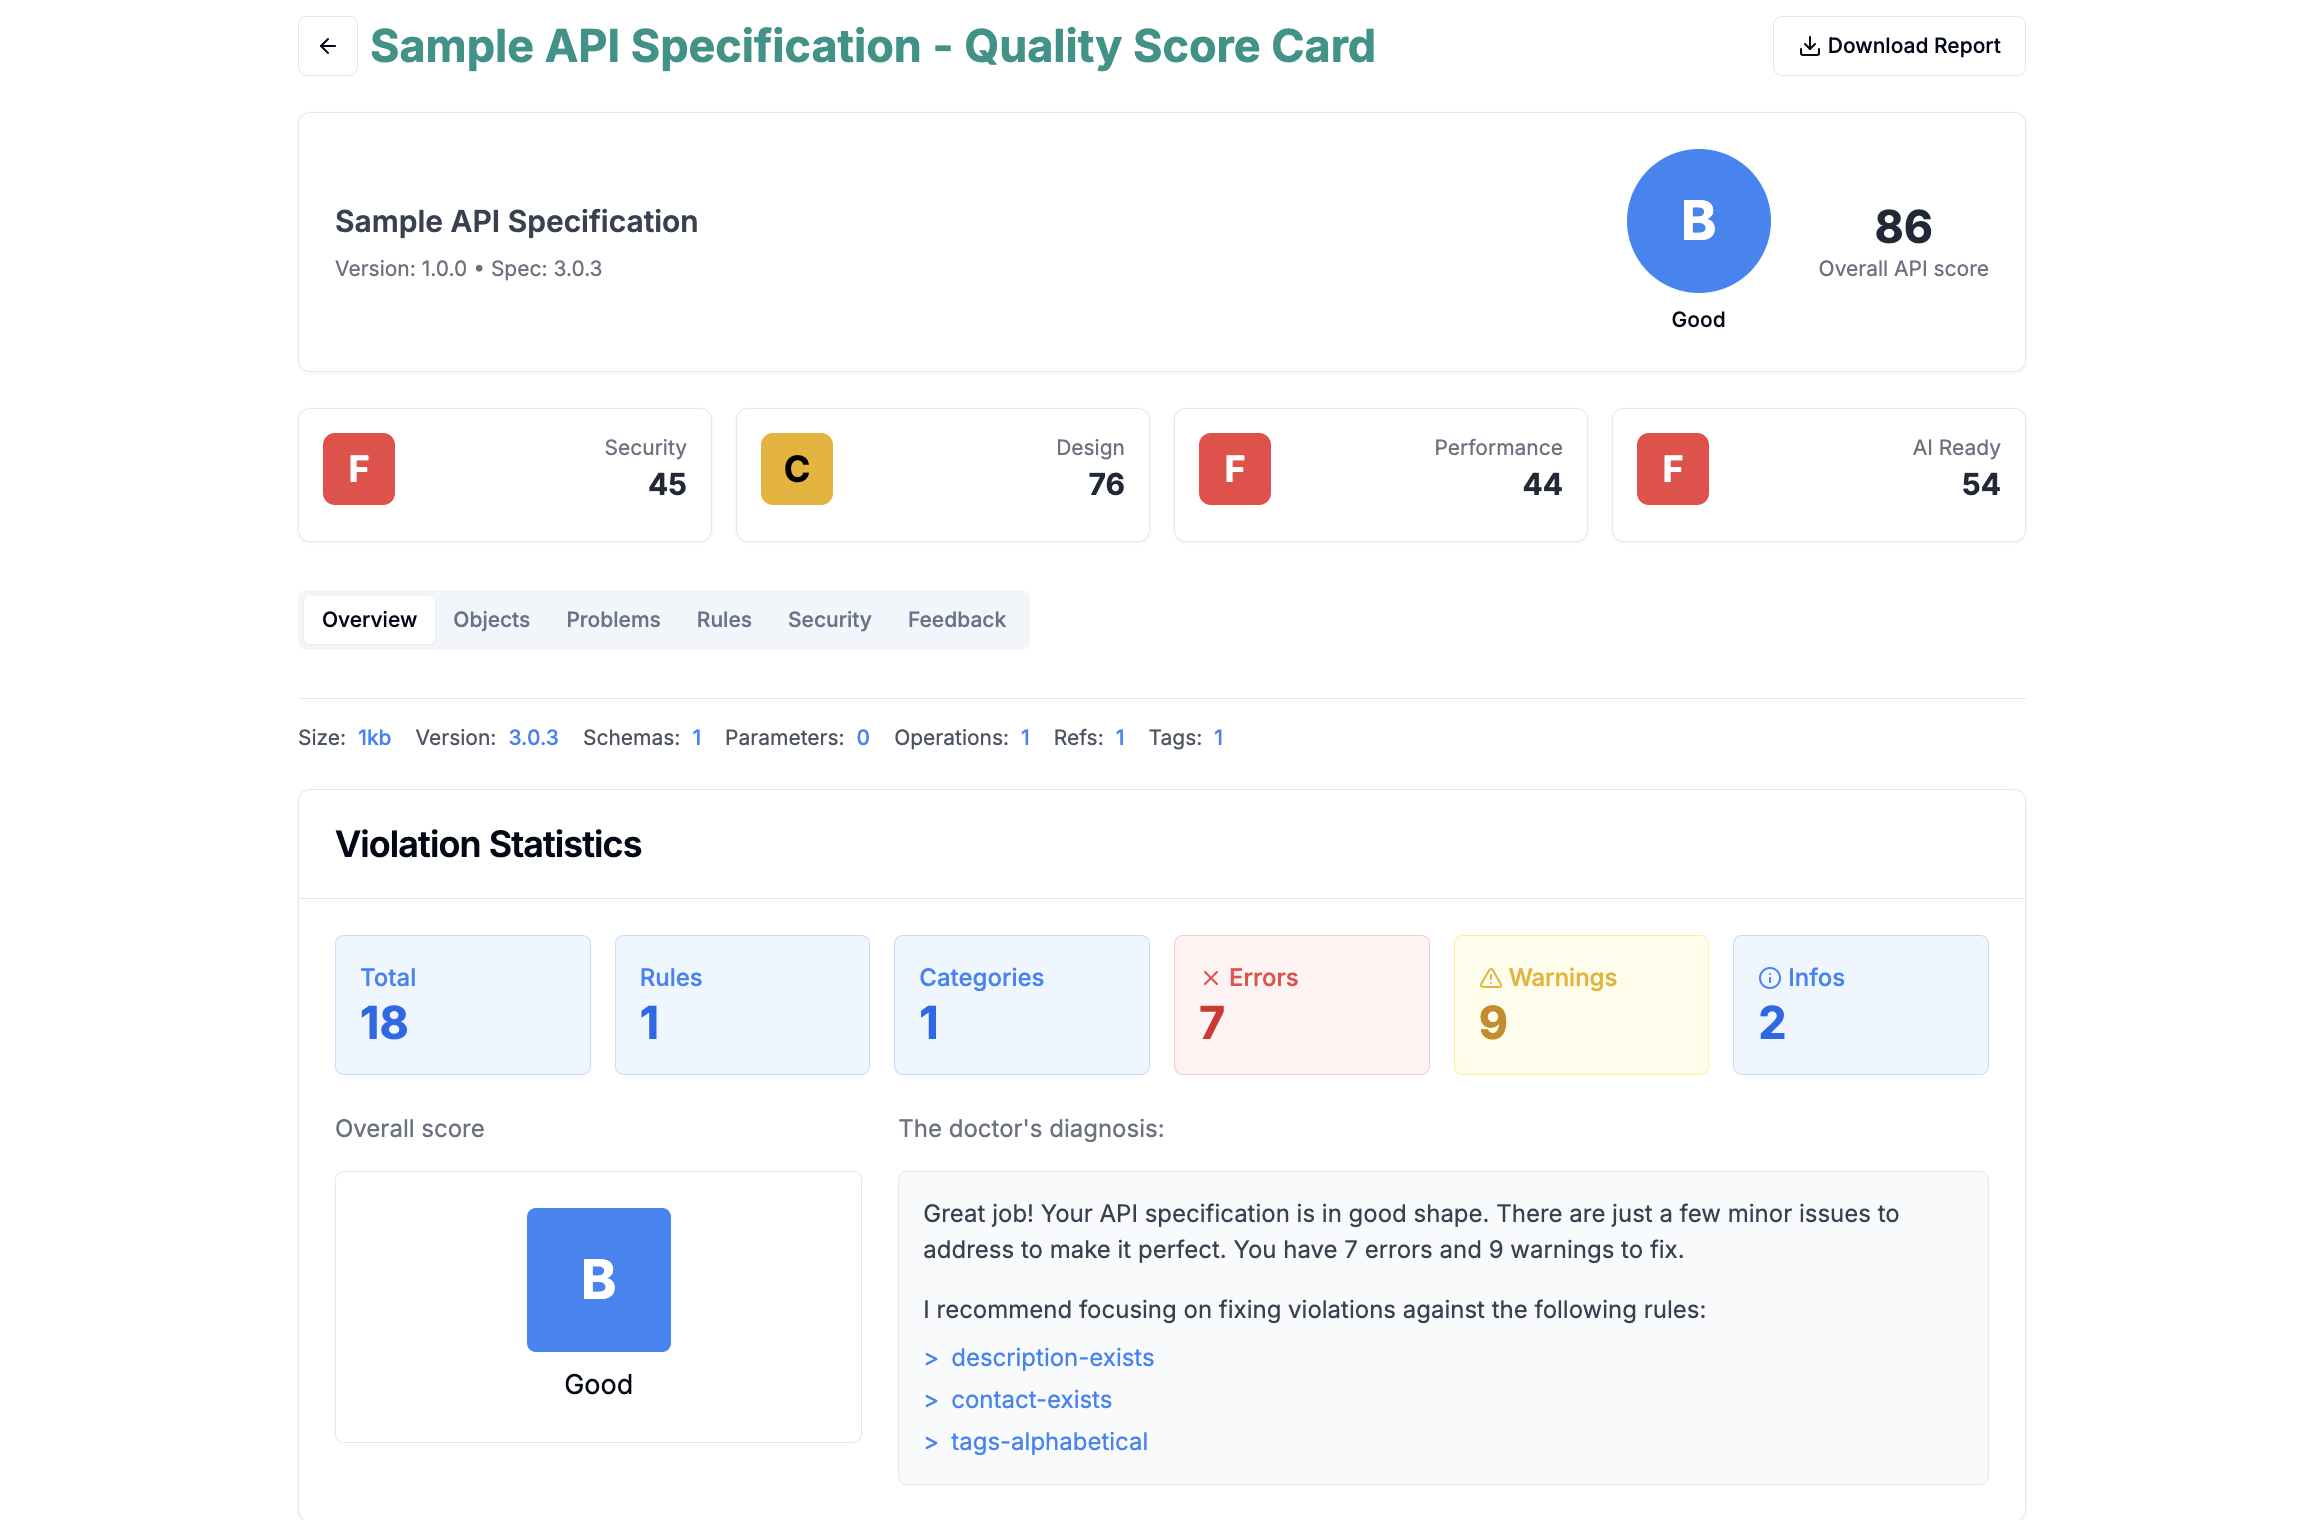 Sample API Specification - Quality Score Card
Download Report
Sample API Specification
Version: 1.0.0 • Spec: 3.0.3
B
Good
86
Overall API score
F
Security
45
C
Design
76
F
Performance
44
F
AI Ready
54
Overview
Objects
Problems
Rules
Security
Feedback
Size: 1kb Version: 3.0.3 Schemas: 1 Parameters: 0 Operations: 1 Refs: 1 Tags: 1
Violation Statistics
Total
18
Rules
1
Categories
1
Errors
7
Warnings
9
Infos
2
Overall score
B
Good
The doctor's diagnosis:
Great job! Your API specification is in good shape. There are just a few minor issues to
address to make it perfect. You have 7 errors and 9 warnings to fix.
I recommend focusing on fixing violations against the following rules:
> description-exists
> contact-exists
> tags-alphabetical